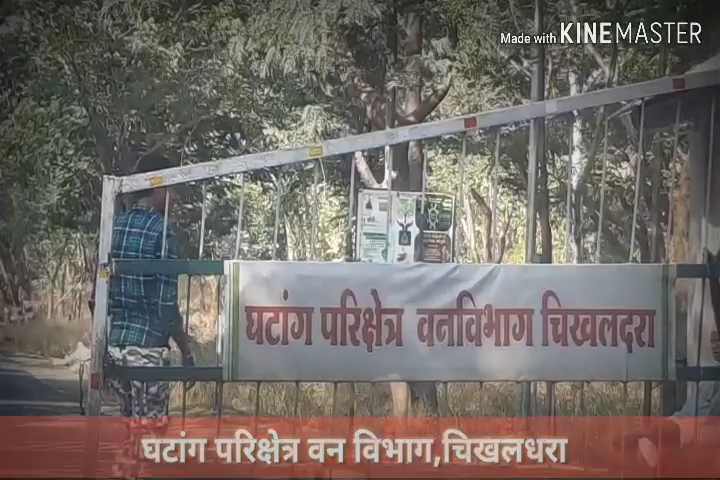 Made with KINEMASTER
घटांग परिक्षेत्र वनविभाग चिखलदरा
घटांग परिक्षेत्र वन विभाग,चिखलधरा